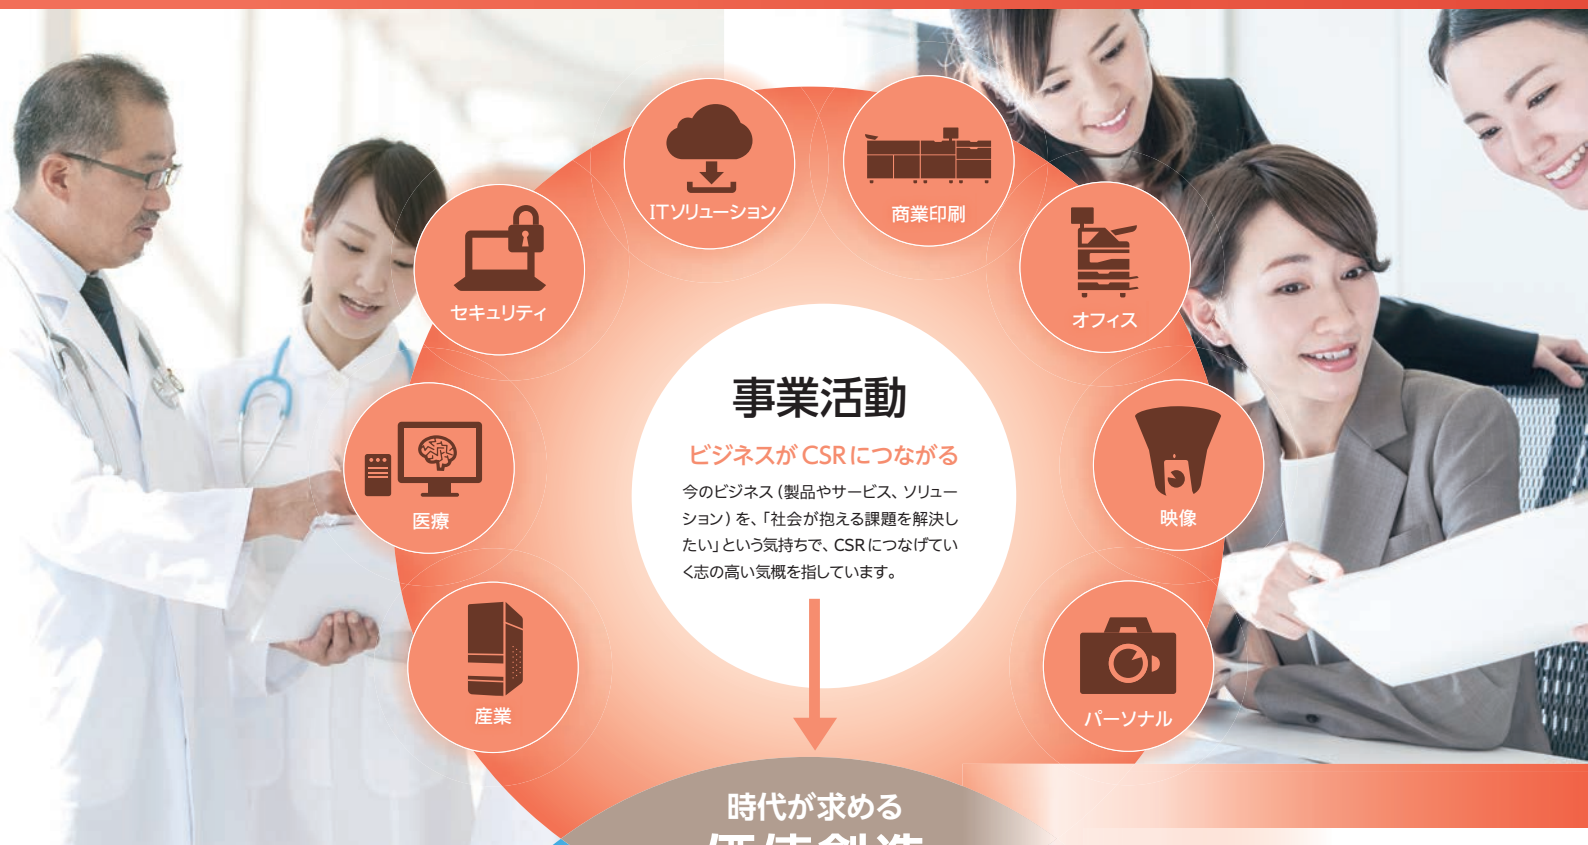 ITソリューション
商業印刷
セキュリティ
オフィス
医療
映像
産業
パーソナル
事業活動
ビジネスがCSRにつながる
今のビジネス(製品やサービス、ソリュー
ション)を、「社会が抱える課題を解決し
たい」という気持ちで、CSRにつなげてい
く志の高い気概を指しています。
時代が求める
価値創造